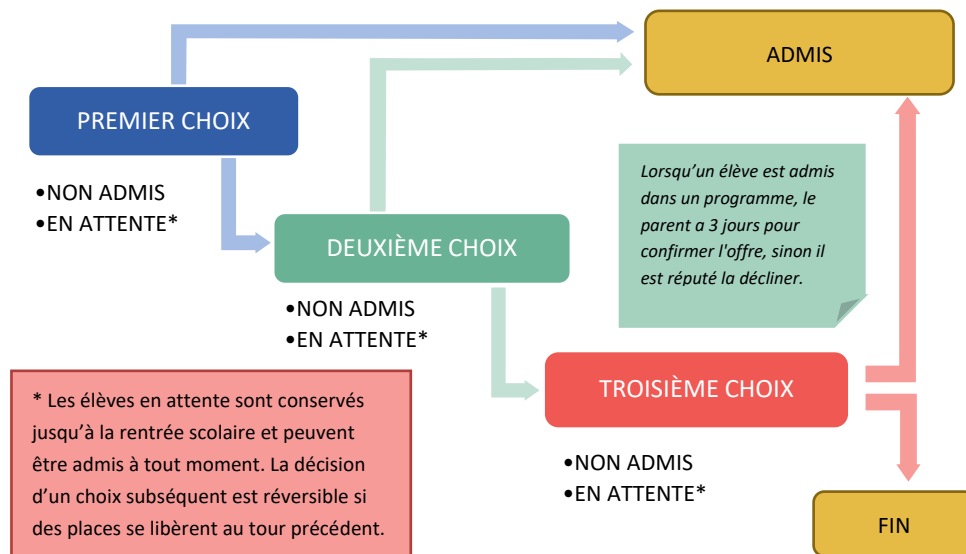 ADMIS
PREMIER CHOIX
•NON ADMIS
•EN ATTENTE*
Lorsqu'un élève est admis
dans un programme, le
parent a 3 jours pour
confirmer l'offre, sinon il
est réputé la décliner.
DEUXIÈME CHOIX
•NON ADMIS
•EN ATTENTE*
TROISIÈME CHOIX
* Les élèves en attente sont conservés
jusqu'à la rentrée scolaire et peuvent
être admis à tout moment. La décision
d'un choix subséquent est réversible si
des places se libèrent au tour précédent.
•NON ADMIS
•EN ATTENTE*
FIN